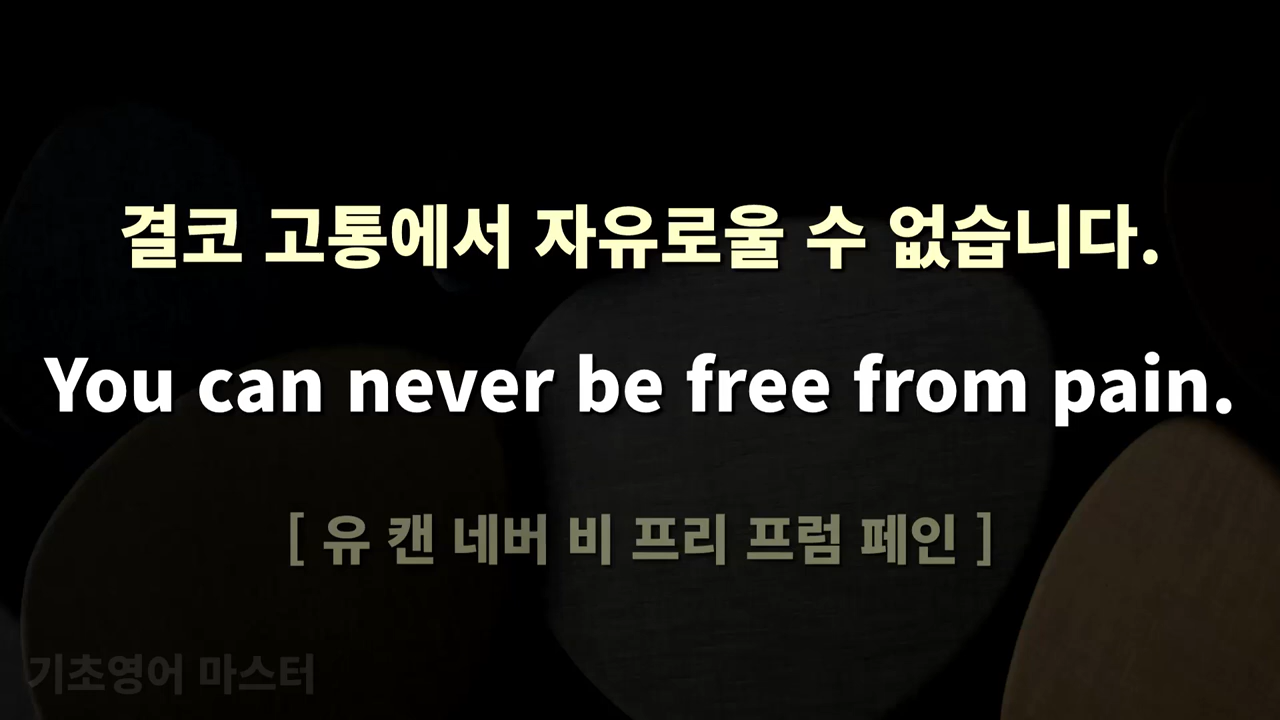 결코 고통에서 자유로울 수 없습니다.
You can never be free from pain.
[ 유 캔 네버 비 프리 프럼 페인 ]
기초영어 마스터